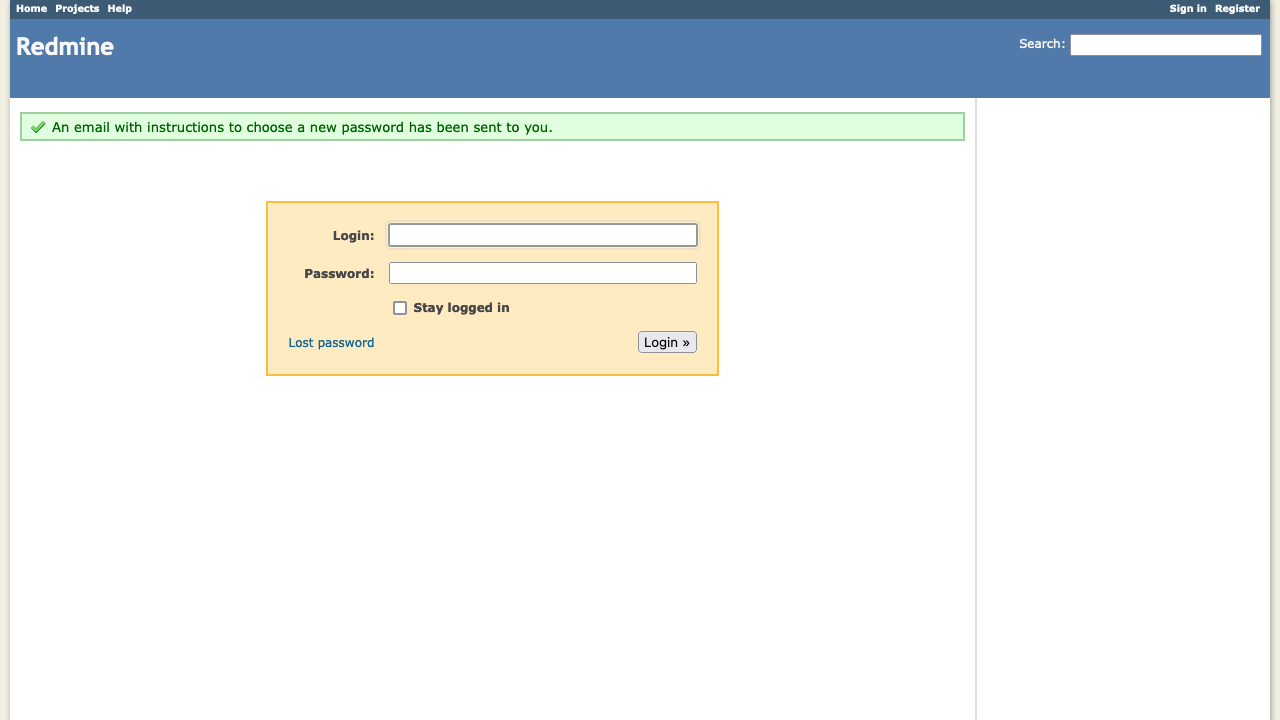 Home Projects Help Sign in Register
Redmine
Search:
An email with instructions to choose a new password has been sent to you.
Login:
Password:
Stay logged in
Lost password
Login »